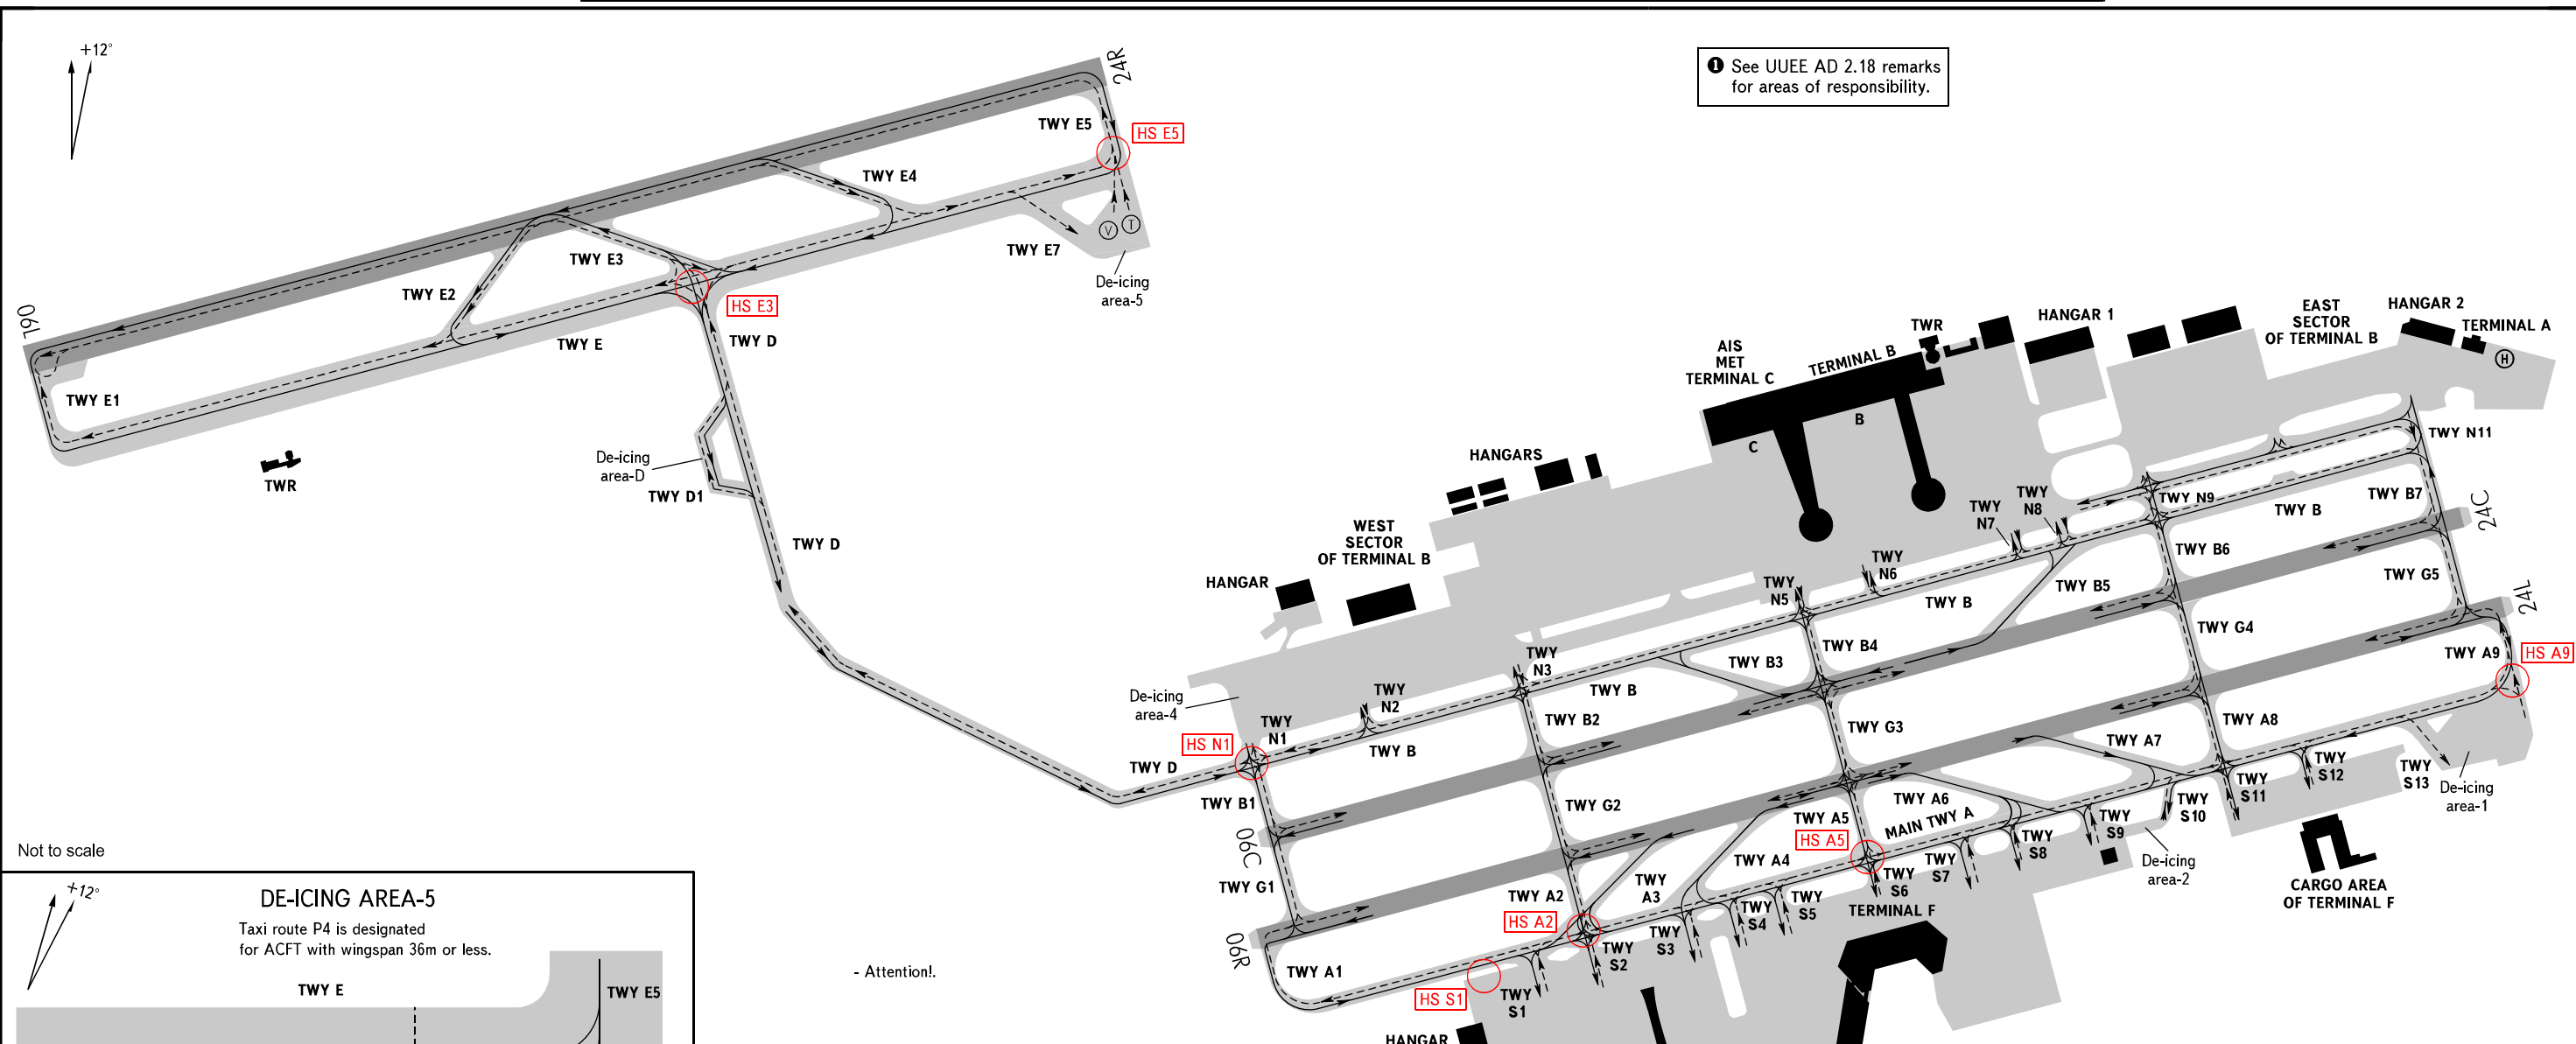 +12°
24R
❶ See UUEE AD 2.18 remarks
for areas of responsibility.
TWY E5
HS E5
TWY E4
TWY E7
De-icing
area-5
TWY E3
TWY E2
HS E3
TWY D
TWY E
06L
TWY E1
TWR
De-icing
area-D
TWY D1
TWY D
V
T
HANGARS
WEST
SECTOR
OF TERMINAL B
HANGAR
AIS
MET
TERMINAL C
TERMINAL B
TWR
HANGAR 1
EAST
SECTOR
OF TERMINAL B
HANGAR 2
TERMINAL A
H
C
B
TWY N11
TWY B7
24C
TWY N9
TWY B
TWY
N8
TWY
N7
TWY B6
TWY G5
TWY
N6
TWY
N5
TWY B5
TWY B
24L
TWY G4
TWY B4
TWY B3
TWY
N3
TWY A9
HS A9
TWY B
De-icing
area-4
TWY
N2
TWY
N1
HS N1
TWY B2
TWY B
TWY G3
TWY A8
TWY A7
TWY D
TWY B1
TWY G2
TWY A6
MAIN TWY A
TWY A5
HS A5
TWY
S13
De-icing
area-1
TWY
S12
TWY
S11
TWY
S10
TWY
S9
De-icing
area-2
TWY
S8
TWY
S7
TWY
S6
TERMINAL F
CARGO AREA
OF TERMINAL F
06C
TWY G1
TWY A4
TWY A2
TWY
A3
HS A2
TWY
S5
TWY
S4
TWY
S3
TWY
S2
06R
TWY A1
HS S1
TWY
S1
HANGAR
Not to scale
+12°
DE-ICING AREA-5
Taxi route P4 is designated
for ACFT with wingspan 36m or less.
TWY E
TWY E5
- Attention!.